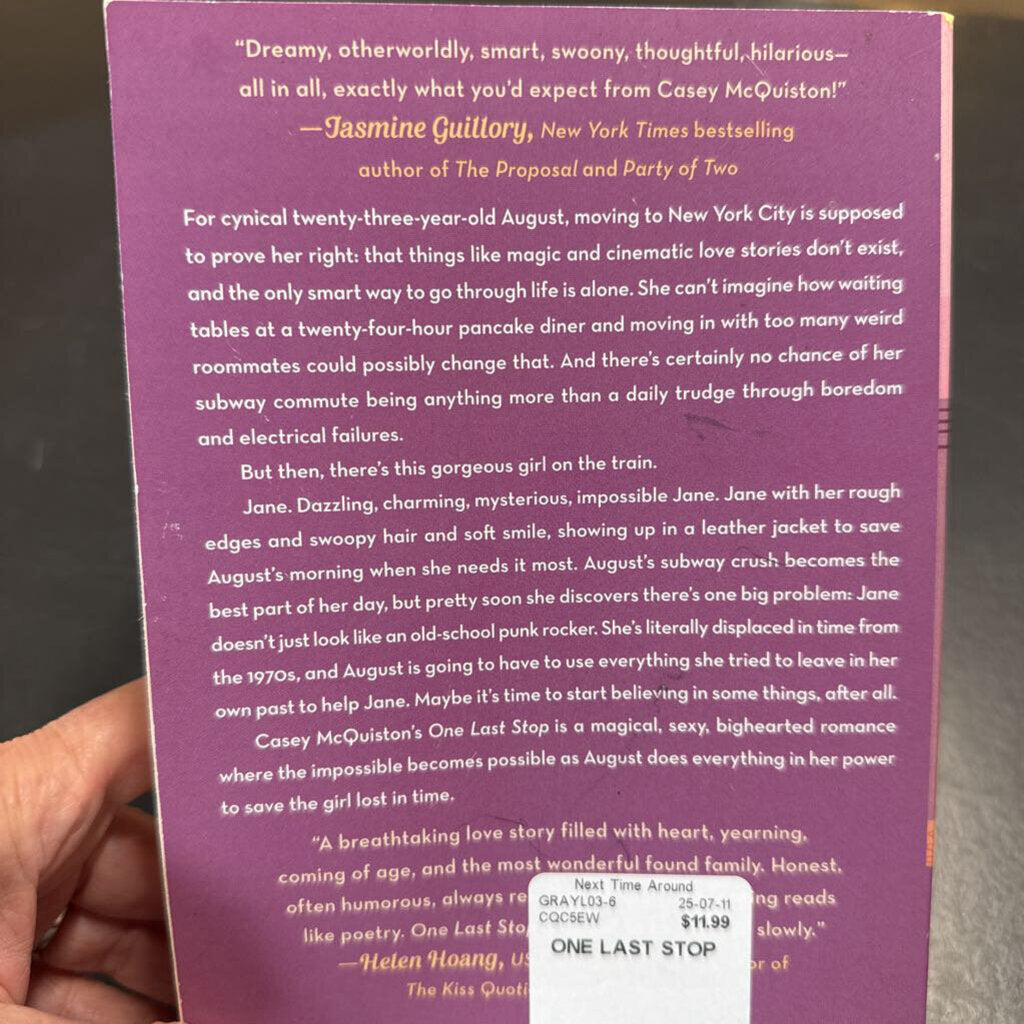 “Dreamy, otherworldly, smart, swoony, thoughtful, hilarious—
all in all, exactly what you’d expect from Casey McQuiston!”
—Jasmine Guillory, New York Times bestselling
author of The Proposal and Party of Two
For cynical twenty-three-year-old August, moving to New York City is supposed
to prove her right: that things like magic and cinematic love stories don’t exist,
and the only smart way to go through life is alone. She can’t imagine how waiting
tables at a twenty-four-hour pancake diner and moving in with too many weird
roommates could possibly change that. And there’s certainly no chance of her
subway commute being anything more than a daily trudge through boredom
and electrical failures.
But then, there’s this gorgeous girl on the train.
Jane. Dazzling, charming, mysterious, impossible Jane. Jane with her rough
edges and swoopy hair and soft smile, showing up in a leather jacket to save
August’s morning when she needs it most. August’s subway crush becomes the
best part of her day, but pretty soon she discovers there’s one big problem: Jane
doesn’t just look like an old-school punk rocker. She’s literally displaced in time from
the 1970s, and August is going to have to use everything she tried to leave in her
own past to help Jane. Maybe it’s time to start believing in some things, after all.
Casey McQuiston’s One Last Stop is a magical, sexy, bighearted romance
where the impossible becomes possible as August does everything in her power
to save the girl lost in time.
“A breathtaking love story filled with heart, yearning,
coming of age, and the most wonderful found family. Honest,
often humorous, always re ing reads
like poetry. One Last Sto slowly.”
—Helen Hoang, US or of
The Kiss Quoti
Next Time Around
GRAYL03-6 25-07-11
CQC5EW $11.99
ONE LAST STOP